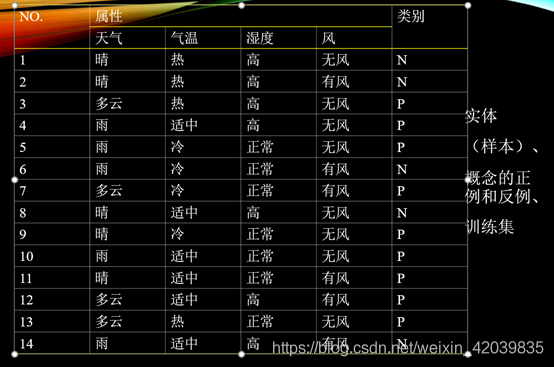 NO. 属性 类别
天气 气温 湿度 风
1 晴 热 高 无风 N
2 晴 热 高 有风 N
3 多云 热 高 无风 P
4 雨 适中 高 无风 P
5 雨 冷 正常 无风 P
6 雨 冷 正常 有风 N
7 多云 冷 正常 有风 P
8 晴 适中 高 无风 N
9 晴 冷 正常 无风 P
10 雨 适中 正常 无风 P
11 晴 适中 正常 有风 P
12 多云 适中 高 有风 P
13 多云 热 正常 无风 P
14 雨 适中 高 有风 N
实体
（样本）、
概念的正
例和反例、
训练集
https://blog.csdn.net/weixin_42039835